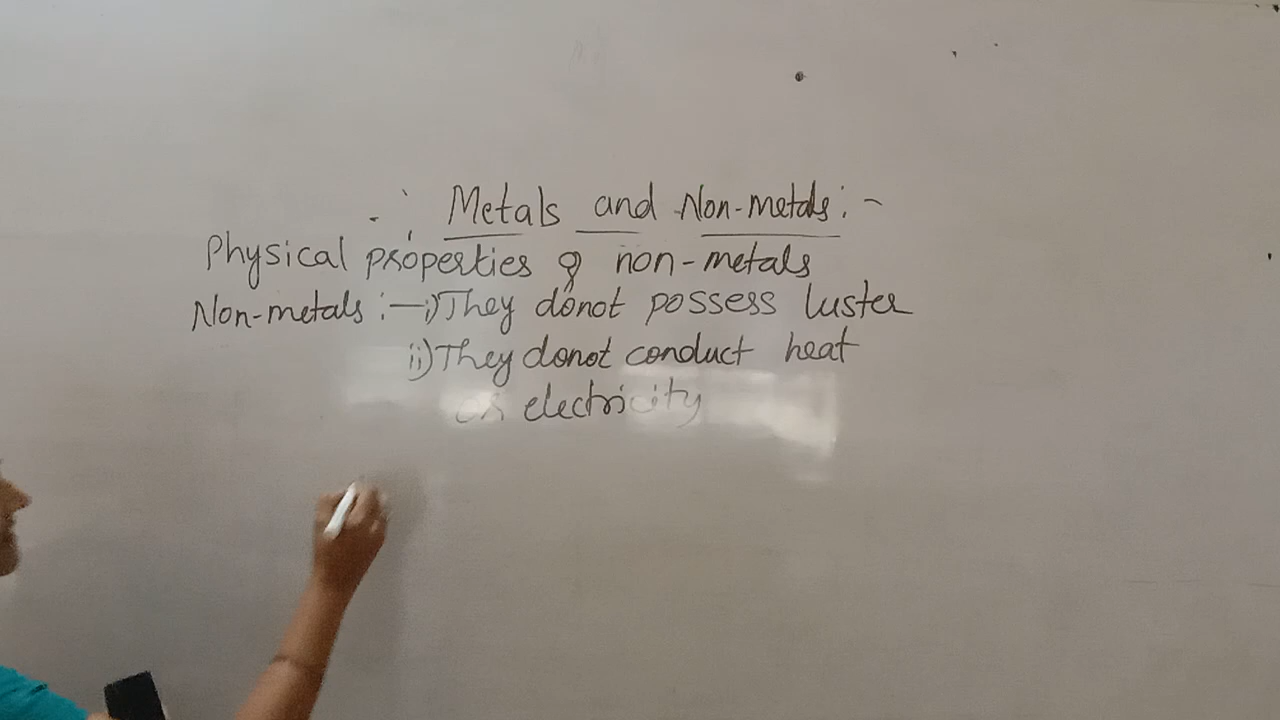 Metals and Non-metals:-
Physical properties of non-metals
Non-metals :— i) They donot possess luster
ii) They donot conduct heat
or electricity